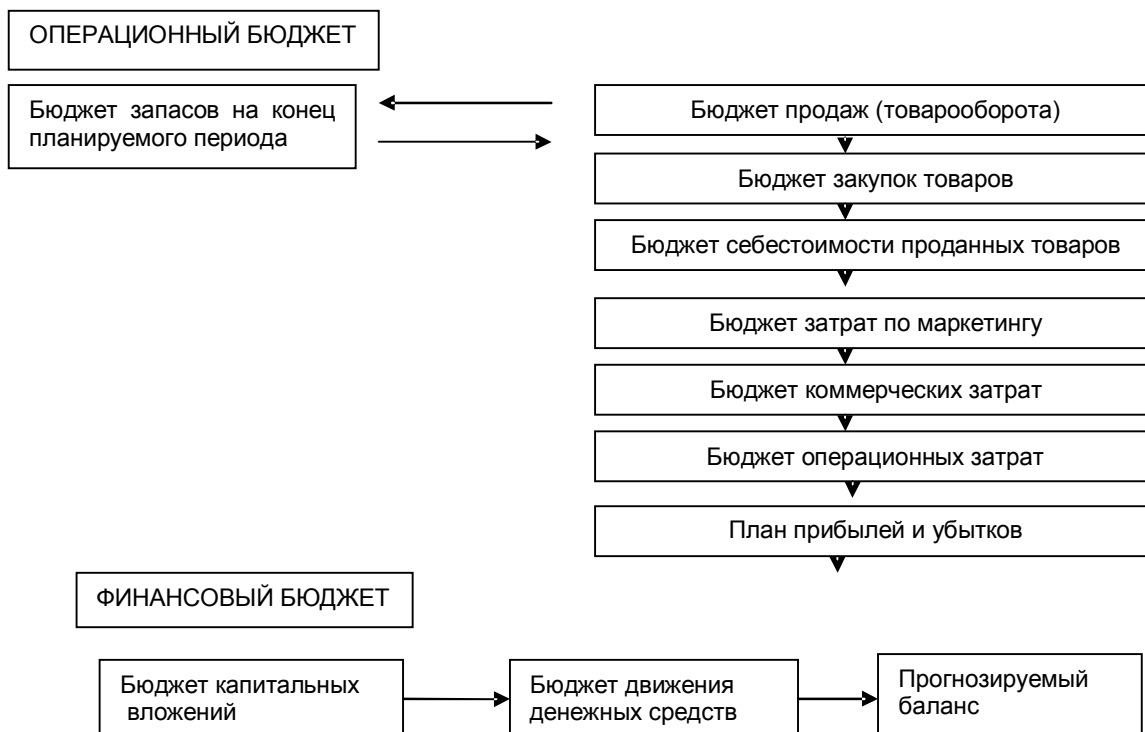 ОПЕРАЦИОННЫЙ БЮДЖЕТ
Бюджет запасов на конец
планируемого периода
Бюджет продаж (товарооборота)
Бюджет закупок товаров
Бюджет себестоимости проданных товаров
Бюджет затрат по маркетингу
Бюджет коммерческих затрат
Бюджет операционных затрат
План прибылей и убытков
ФИНАНСОВЫЙ БЮДЖЕТ
Бюджет капитальных
вложений
Бюджет движения
денежных средств
Прогнозируемый
баланс